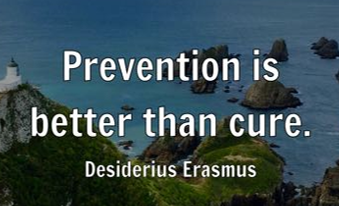 Prevention is
better than cure.
Desiderius Erasmus